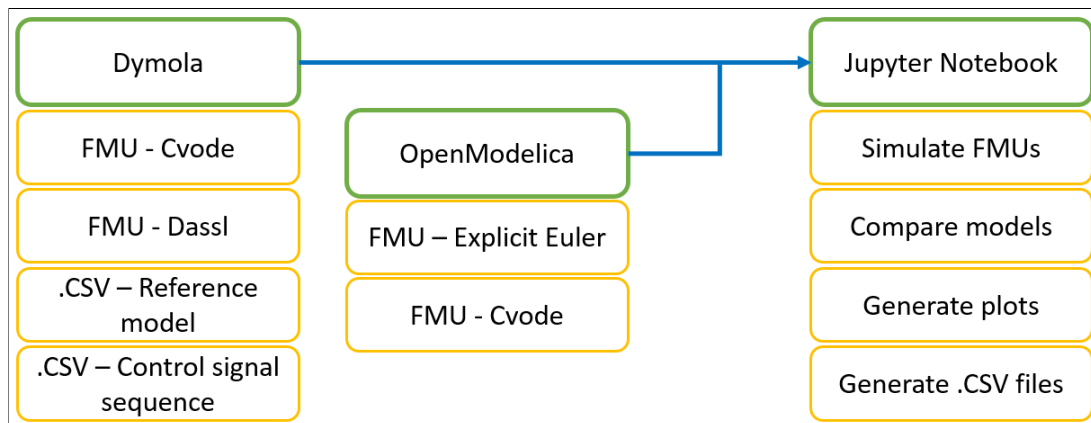 Dymola
FMU - Cvode
FMU - Dassl
.CSV – Reference
model
.CSV – Control signal
sequence
OpenModelica
FMU – Explicit Euler
FMU - Cvode
Jupyter Notebook
Simulate FMUs
Compare models
Generate plots
Generate .CSV files